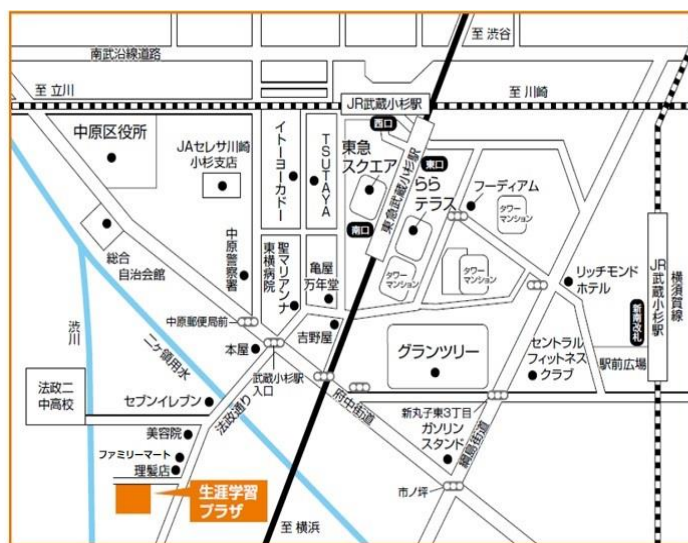 至 渋谷
南武沿線道路
至 立川
至 川崎
JR武蔵小杉駅
西口
中原区役所
JAセレサ川崎
小杉支店
イトーヨーカドー
TSUTAYA
東急
スクエア
東急武蔵小杉駅
東口
らら
テラス
フーディアム
タワー
マンション
南口
総合
自治会館
中原警察署
聖マリアンナ
東横病院
亀屋
万年堂
タワー
マンション
タワー
マンション
リッチモンド
ホテル
JR武蔵小杉駅
横須賀線
新南改札
駅前広場
渋川
二ヶ領用水
中原郵便局前
本屋
吉野屋
武蔵小杉駅
入口
グランツリー
セントラル
フィットネス
クラブ
法政二
中高校
セブンイレブン
法政通り
府中街道
新丸子東3丁目
ガソリン
スタンド
綱島街道
美容院
ファミリーマート
理髪店
生涯学習
プラザ
市ノ坪
至 横浜